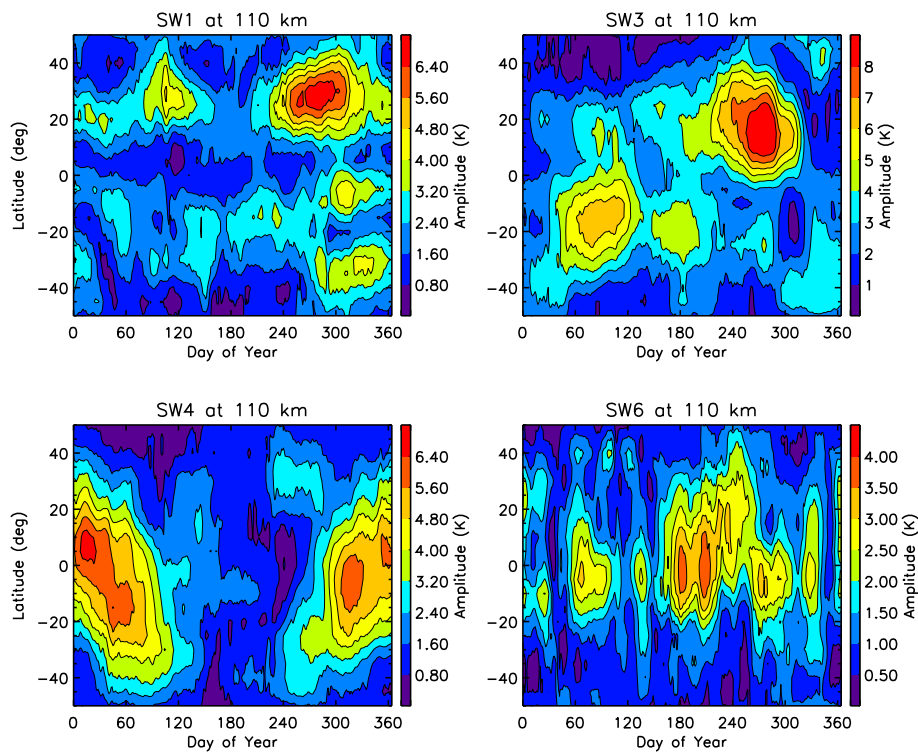 SW1 at 110 km
Latitude (deg)
40
20
0
−20
−40
0 60 120 180 240 300 360
Day of Year
6.40
5.60
4.80
4.00
3.20
2.40
1.60
0.80
Amplitude (K)
SW3 at 110 km
40
20
0
−20
−40
0 60 120 180 240 300 360
Day of Year
8
7
6
5
4
3
2
1
Amplitude (K)
SW4 at 110 km
Latitude (deg)
40
20
0
−20
−40
0 60 120 180 240 300 360
Day of Year
6.40
5.60
4.80
4.00
3.20
2.40
1.60
0.80
Amplitude (K)
SW6 at 110 km
40
20
0
−20
−40
0 60 120 180 240 300 360
Day of Year
4.00
3.50
3.00
2.50
2.00
1.50
1.00
0.50
Amplitude (K)